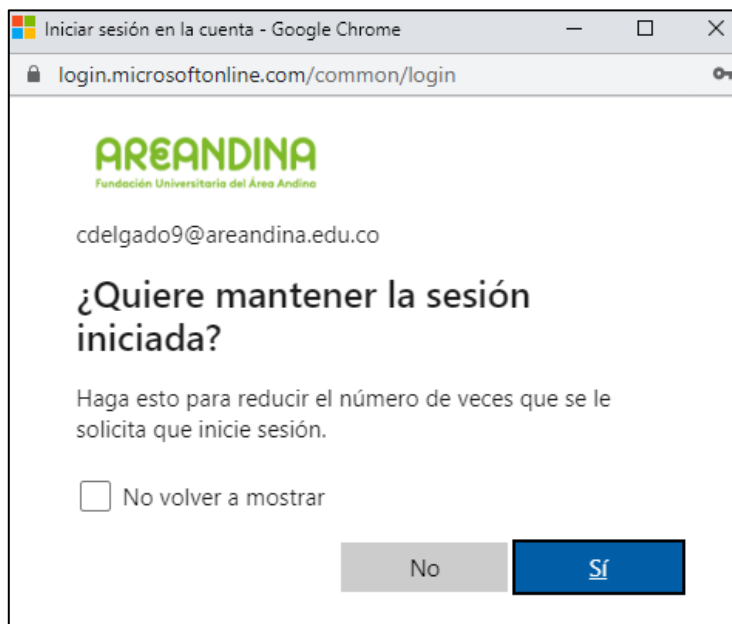 Iniciar sesión en la cuenta - Google Chrome
login.microsoftonline.com/common/login
AREANDINA
Fundación Universitaria del Área Andina
cdelgado9@areandina.edu.co
¿Quiere mantener la sesión
iniciada?
Haga esto para reducir el número de veces que se le
solicita que inicie sesión.
No volver a mostrar
No Sí